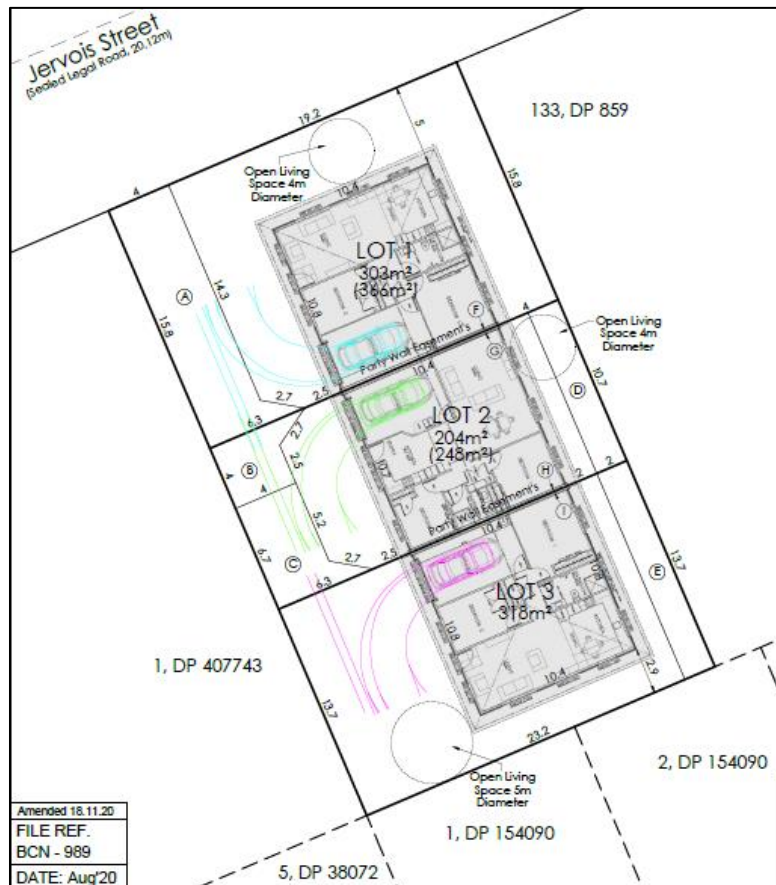 Jervois Street
(Sealed Legal Road, 20.12m)
133, DP 859
19.2
4
5
Open Living
Space 4m
Diameter
10.4
15.8
LOT 1
303m²
(366m²)
14.3
A
15.8
10.8
F
4
Party Wall Easment's
G
Open Living
Space 4m
Diameter
2.7
2.5
10.4
6.3
2.7
LOT 2
204m²
(248m²)
D
10.7
4
B
2.5
4
10.7
H
5.2
2
2
Party Wall Easment's
I
6.7
C
2.7
2.5
10.4
6.3
E
13.7
LOT 3
318m²
10.8
10.8
1, DP 407743
13.7
10.4
2.9
23.2
Open Living
Space 5m
Diameter
2, DP 154090
1, DP 154090
5, DP 38072
Amended 18.11.20
FILE REF.
BCN - 989
DATE: Aug'20